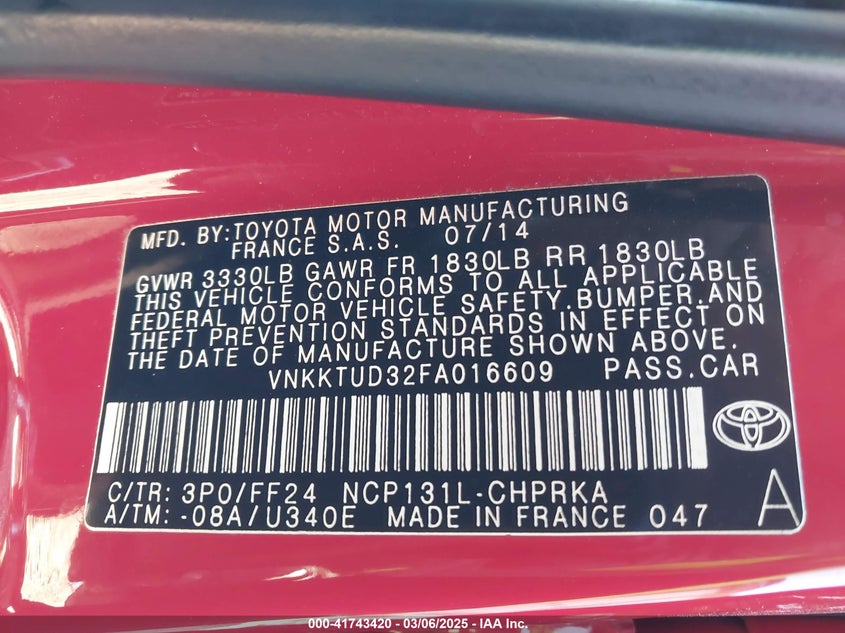 MFD. BY:TOYOTA MOTOR MANUFACTURING
FRANCE S.A.S. 07/14
GVWR 3330LB GAWR FR 1830LB RR 1830LB
THIS VEHICLE CONFORMS TO ALL APPLICABLE
FEDERAL MOTOR VEHICLE SAFETY,BUMPER,AND
THEFT PREVENTION STANDARDS IN EFFECT ON
THE DATE OF MANUFACTURE SHOWN ABOVE.
VNKKTUD32FA016609 PASS.CAR
C/TR: 3P0/FF24 NCP131L-CHPRKA
A/TM: -08A/U340E MADE IN FRANCE 047 A
000-41743420 | 03/06/2025 - © IAA Inc.